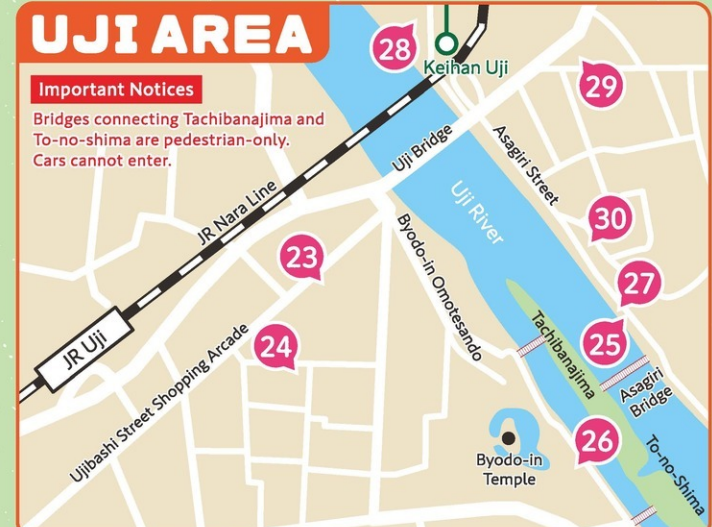 UJI AREA
Important Notices
Bridges connecting Tachibanajima and
To-no-shima are pedestrian-only.
Cars cannot enter.
28
Keihan Uji
29
Uji Bridge
Asagiri Street
JR Nara Line
Uji River
30
Byodo-in Omotesando
23
27
JR Uji
24
Tachibanajima
25
Asagiri
Bridge
Ujibashi Street Shopping Arcade
26
Byodo-in
Temple
To-no-Shima